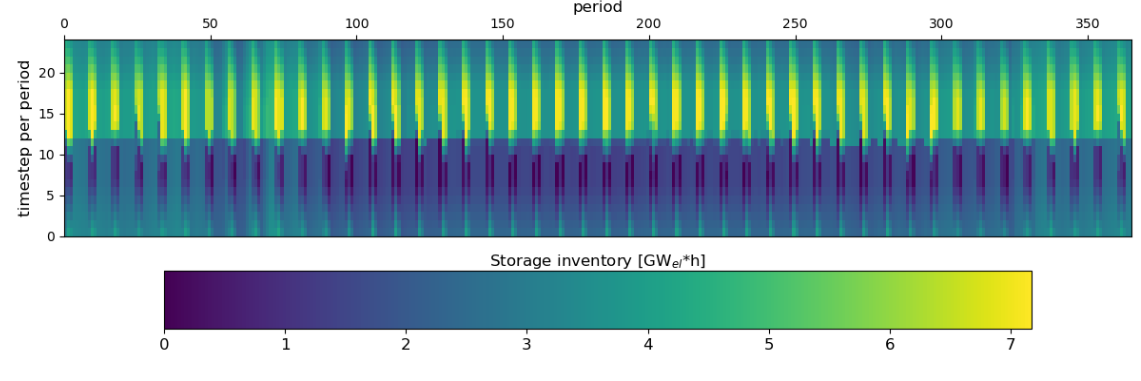 period
0 50 100 150 200 250 300 350
timestep per period
20
15
10
5
0
Storage inventory [GW_el*h]
0 1 2 3 4 5 6 7